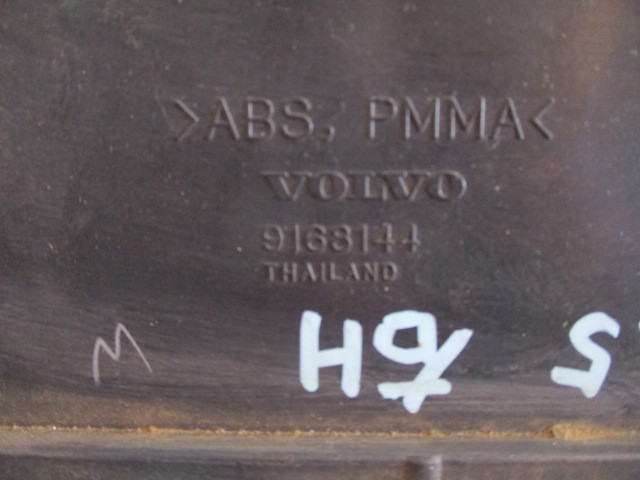 >ABS, PMMA<
VOLVO
9168144
THAILAND
M